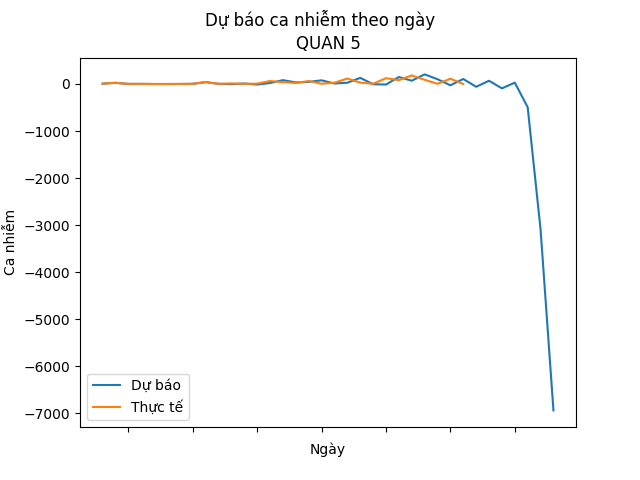 Dự báo ca nhiễm theo ngày
QUAN 5
0
−1000
−2000
−3000
−4000
−5000
−6000
−7000
Ca nhiễm
Dự báo
Thực tế
Ngày